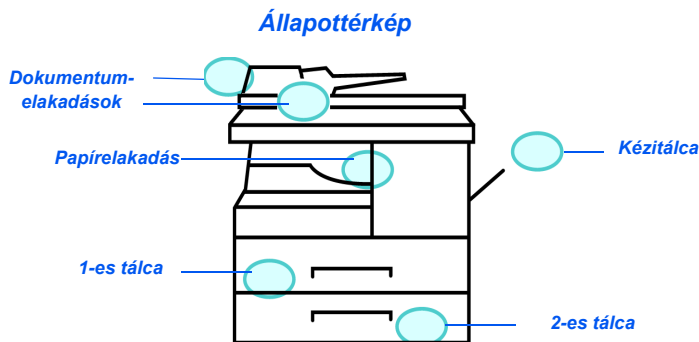 Állapottérkép
Dokumentum-
elakadások
Papírelakadás
Kézitálca
1-es tálca
2-es tálca